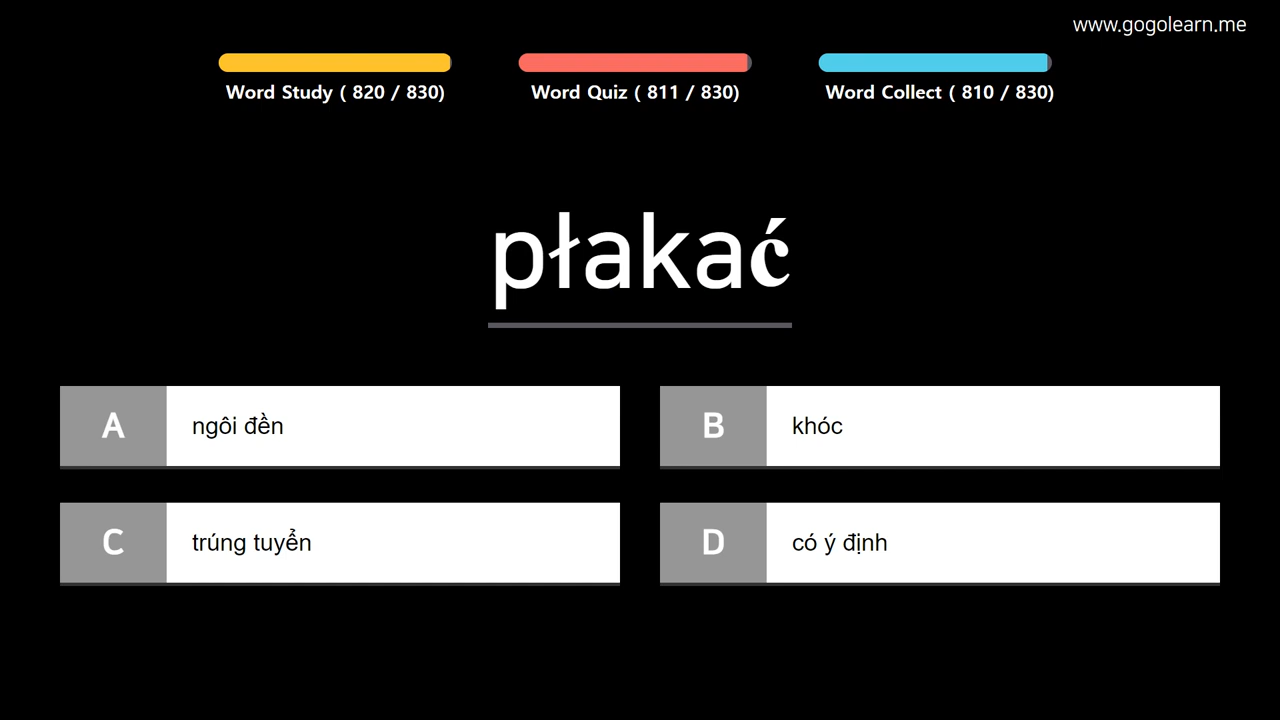 www.gogolearn.me
Word Study ( 820 / 830)
Word Quiz ( 811 / 830)
Word Collect ( 810 / 830)
płakać
A ngôi đền
B khóc
C trúng tuyển
D có ý định